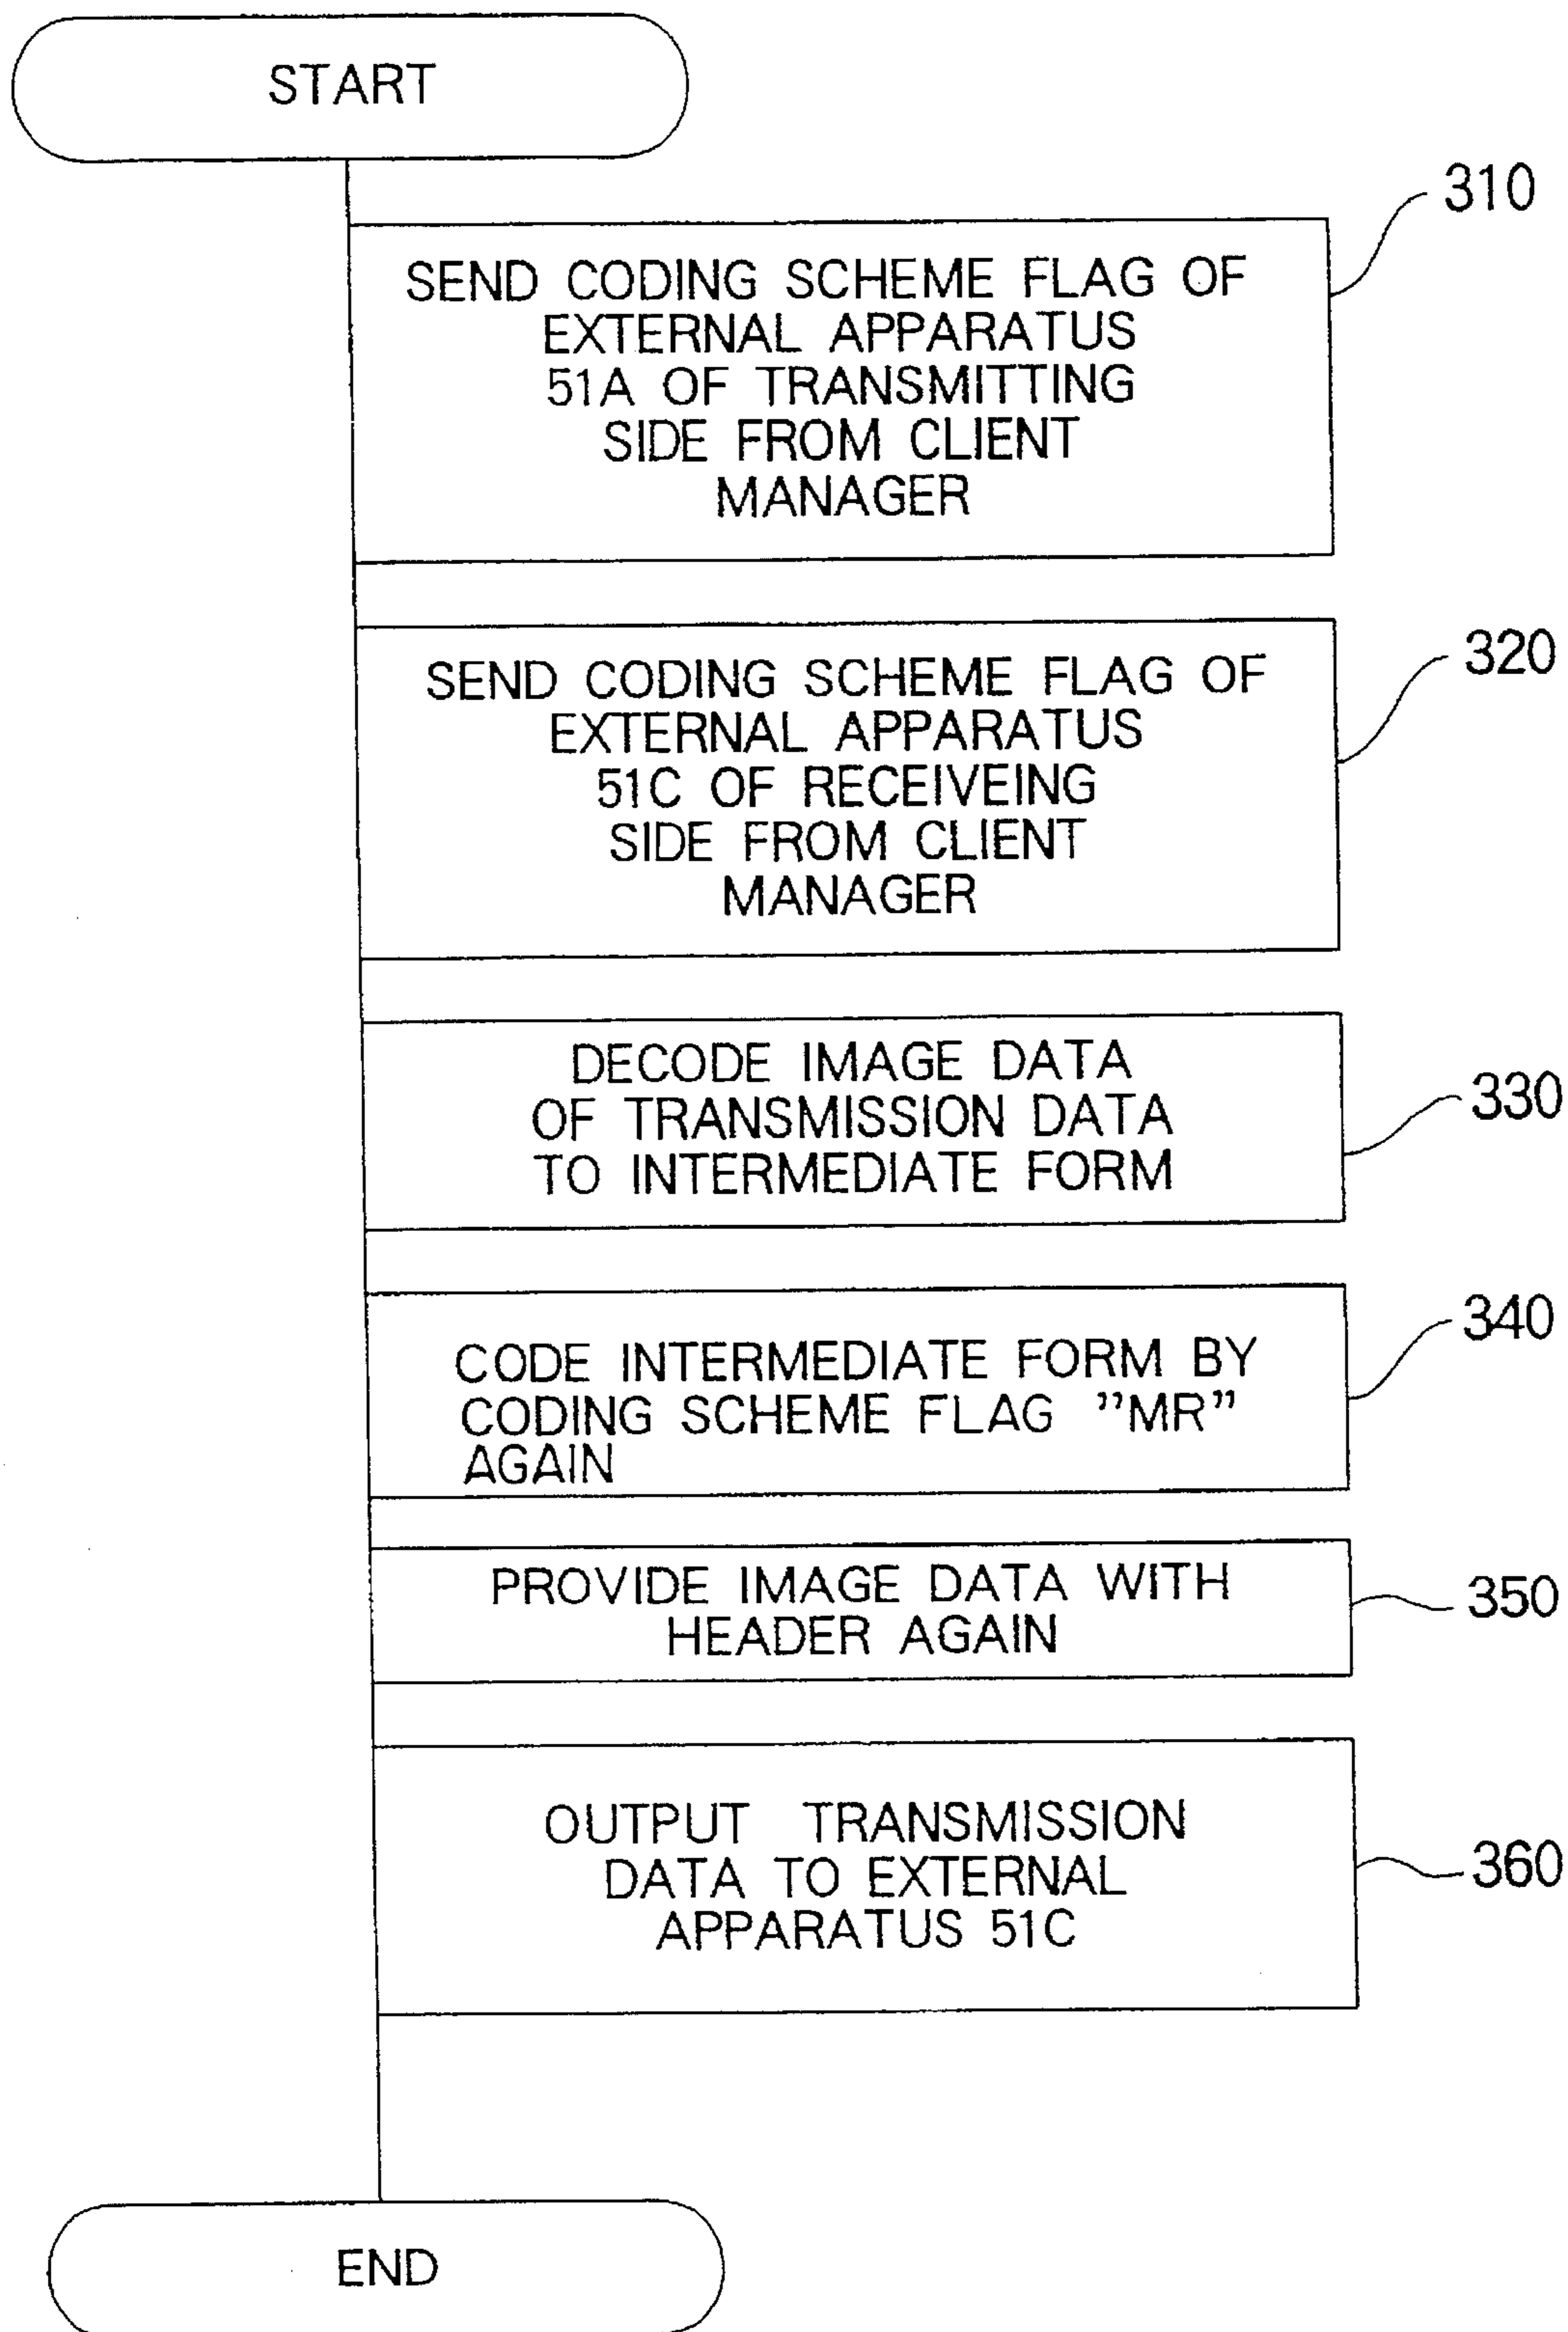 START
310
SEND CODING SCHEME FLAG OF
EXTERNAL APPARATUS
51A OF TRANSMITTING
SIDE FROM CLIENT
MANAGER
320
SEND CODING SCHEME FLAG OF
EXTERNAL APPARATUS
51C OF RECEIVEING
SIDE FROM CLIENT
MANAGER
DECODE IMAGE DATA
OF TRANSMISSION DATA
TO INTERMEDIATE FORM
330
340
CODE INTERMEDIATE FORM BY
CODING SCHEME FLAG ”MR”
AGAIN
PROVIDE IMAGE DATA WITH
HEADER AGAIN
350
OUTPUT TRANSMISSION
DATA TO EXTERNAL
APPARATUS 51C
360
END